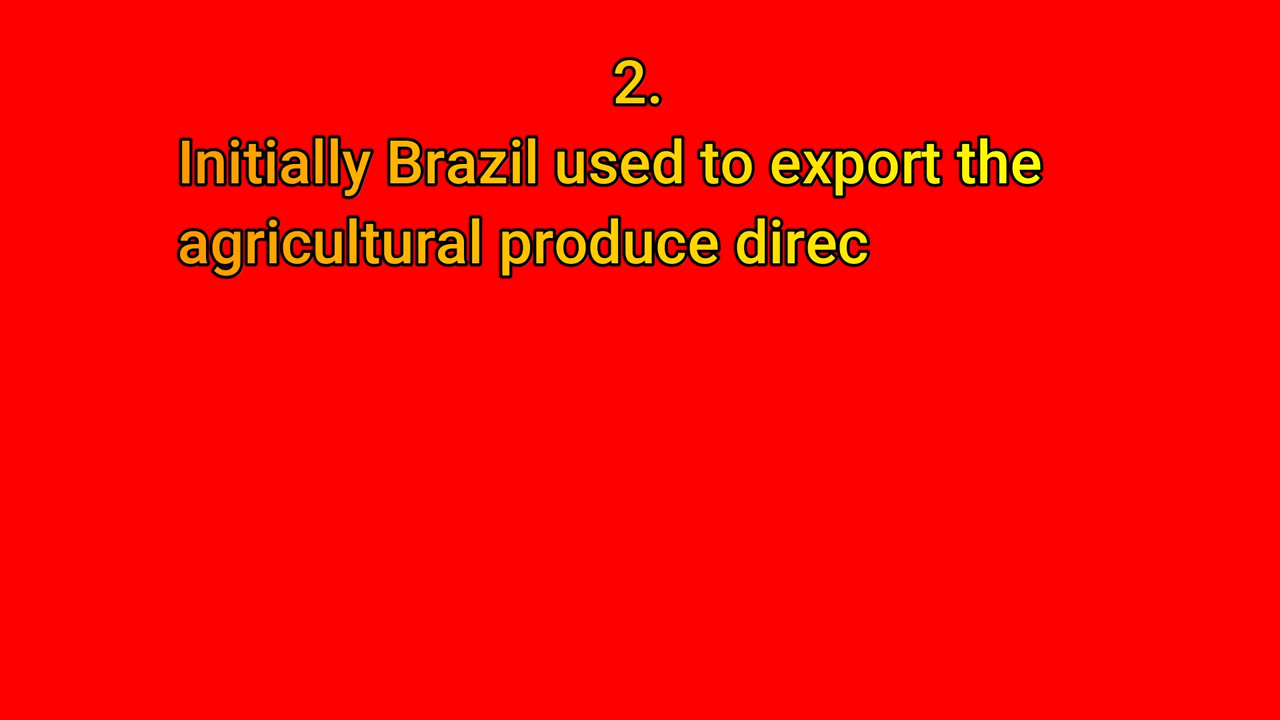 2.
Initially Brazil used to export the
agricultural produce direc